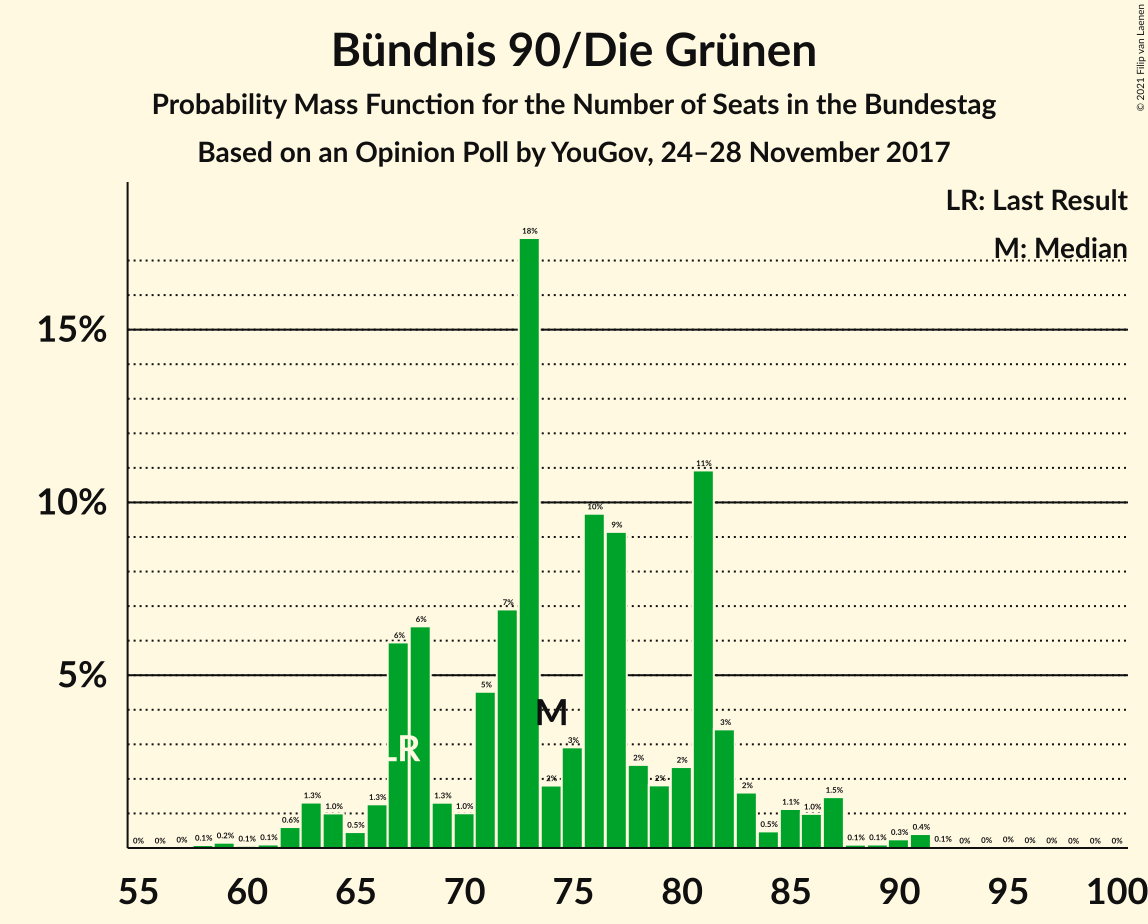 Bündnis 90/Die Grünen
Probability Mass Function for the Number of Seats in the Bundestag
Based on an Opinion Poll by YouGov, 24–28 November 2017
© 2021 Filip van Laenen
LR: Last Result
M: Median
15%
10%
5%
0% 0% 0% 0.1% 0.2% 0.1% 0.1% 0.6% 1.3% 1.0% 0.5% 1.3% 6% 6% 1.3% 1.0% 5% 7% 18% 2% 3% 10% 9% 2% 2% 2% 11% 3% 2% 0.5% 1.1% 1.0% 1.5% 0.1% 0.1% 0.3% 0.4% 0.1% 0% 0% 0% 0% 0% 0% 0% 0%
LR
M
55 60 65 70 75 80 85 90 95 100